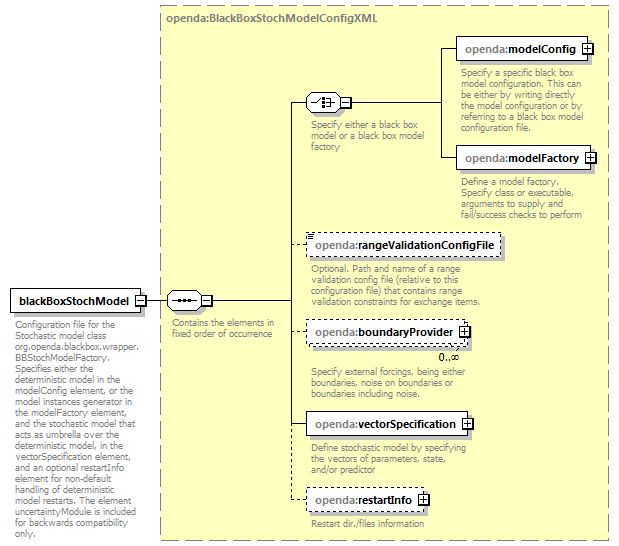 openda:BlackBoxStochModelConfigXML
openda:modelConfig
Specify a specific black box
model configuration. This can
be either by writing directly
the model configuration or by
referring to a black box model
configuration file.
Specify either a black box
model or a black box model
factory
openda:modelFactory
Define a model factory.
Specify class or executable,
arguments to supply and
fail/success checks to perform
openda:rangeValidationConfigFile
Optional. Path and name of a range
validation config file (relative to this
configuration file) that contains range
validation constraints for exchange items.
blackBoxStochModel
Configuration file for the
Stochastic model class
org.openda.blackbox.wrapper.
BBStochModelFactory.
Specifies either the
deterministic model in the
modelConfig element, or the
model instances generator in
the modelFactory element,
and the stochastic model that
acts as umbrella over the
deterministic model, in the
vectorSpecification element,
and an optional restartInfo
element for non-default
handling of deterministic
model restarts. The element
uncertaintyModule is included
for backwards compatibility
only.
Contains the elements in
fixed order of occurrence
openda:boundaryProvider
0..∞
Specify external forcings, being either
boundaries, noise on boundaries or
boundaries including noise.
openda:vectorSpecification
Define stochastic model by specifying
the vectors of parameters, state,
and/or predictor
openda:restartInfo
Restart dir./files information